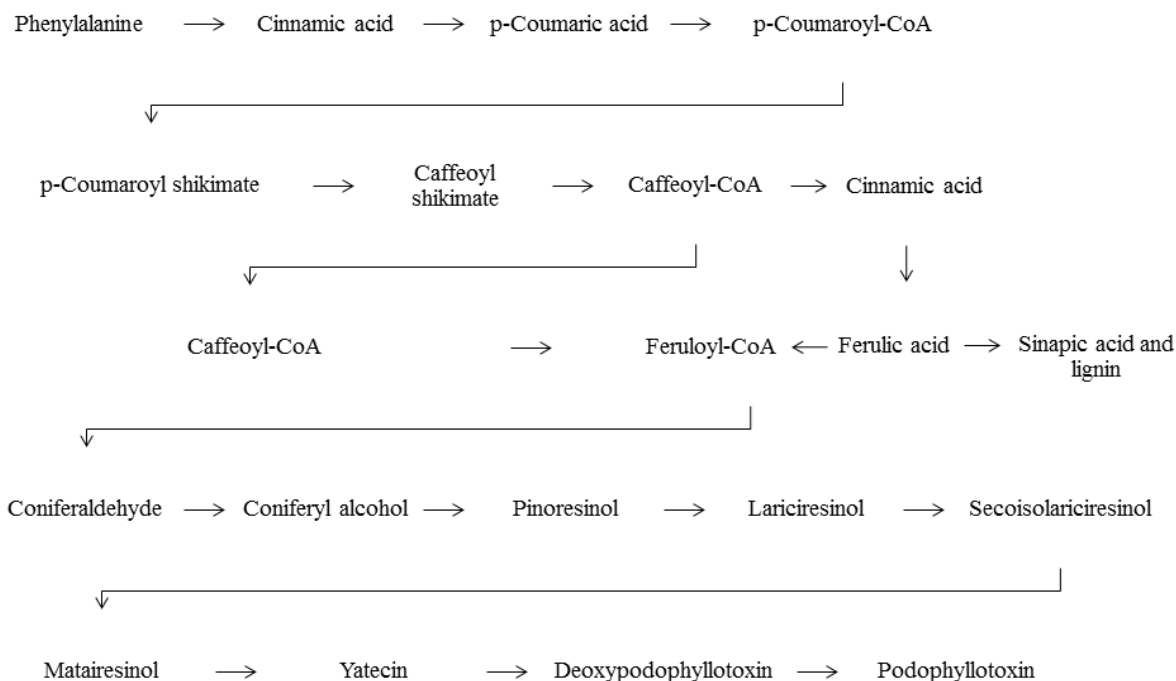 Phenylalanine Cinnamic acid p-Coumaric acid p-Coumaroyl-CoA
p-Coumaroyl shikimate Caffeoyl shikimate Caffeoyl-CoA Cinnamic acid
Caffeoyl-CoA Feruloyl-CoA Ferulic acid Sinapic acid and lignin
Coniferaldehyde Coniferyl alcohol Pinoresinol Lariciresinol Secoisolariciresinol
Matairesinol Yatecin Deoxypodophyllotoxin Podophyllotoxin